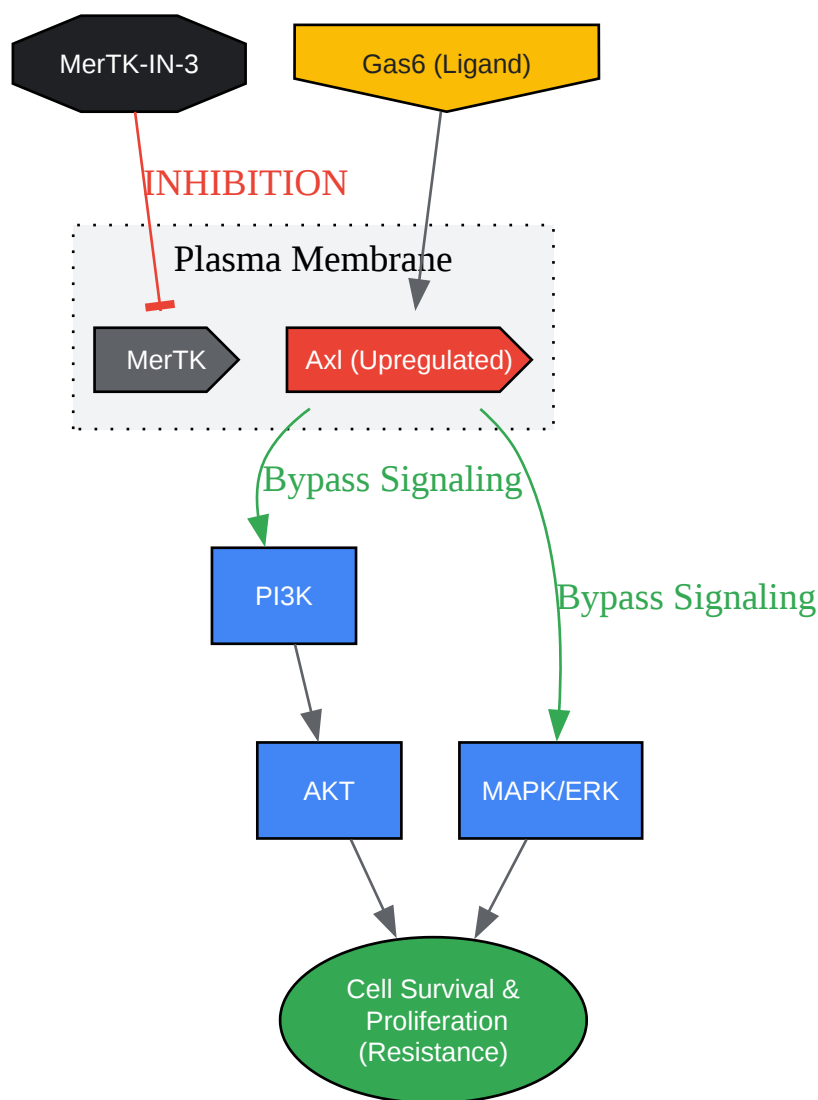 MerTK-IN-3
Gas6 (Ligand)
INHIBITION
Plasma Membrane
MerTK
Axl (Upregulated)
Bypass Signaling
PI3K
Bypass Signaling
AKT
MAPK/ERK
Cell Survival &
Proliferation
(Resistance)